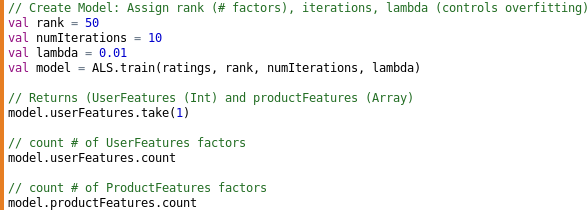 // Create Model: Assign rank (# factors), iterations, lambda (controls overfitting)
val rank = 50
val numIterations = 10
val lambda = 0.01
val model = ALS.train(ratings, rank, numIterations, lambda)
// Returns (UserFeatures (Int) and productFeatures (Array)
model.userFeatures.take(1)
// count # of UserFeatures factors
model.userFeatures.count
// count # of ProductFeatures factors
model.productFeatures.count